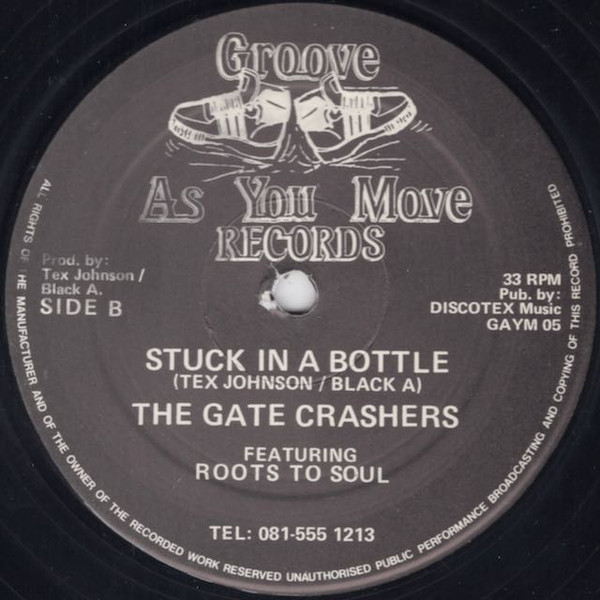 Groove
As You Move
RECORDS
Prod. by:
Tex Johnson /
Black A.
SIDE B
33 RPM
Pub. by:
DISCOTEX Music
GAYM 05
STUCK IN A BOTTLE
(TEX JOHNSON / BLACK A)
THE GATE CRASHERS
FEATURING
ROOTS TO SOUL
TEL: 081-555 1213
ALL RIGHTS OF THE MANUFACTURER AND OF THE OWNER OF THE RECORDED WORK RESERVED UNAUTHORISED PUBLIC PERFORMANCE BROADCASTING AND COPYING OF THIS RECORD PROHIBITED